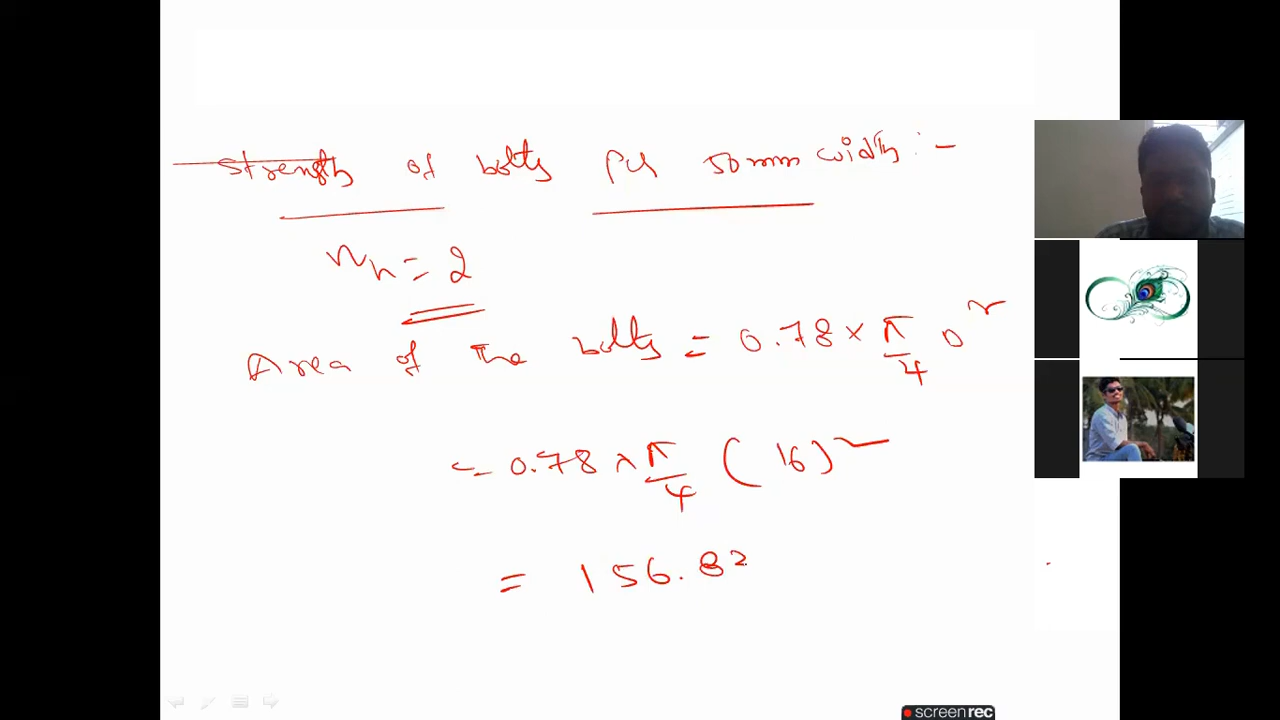 Strength of bolts per 50mm width :-
nn = 2
Area of the bolts = 0.78 × π/4 D²
= 0.78 × π/4 (16)²
= 156.82
screenrec